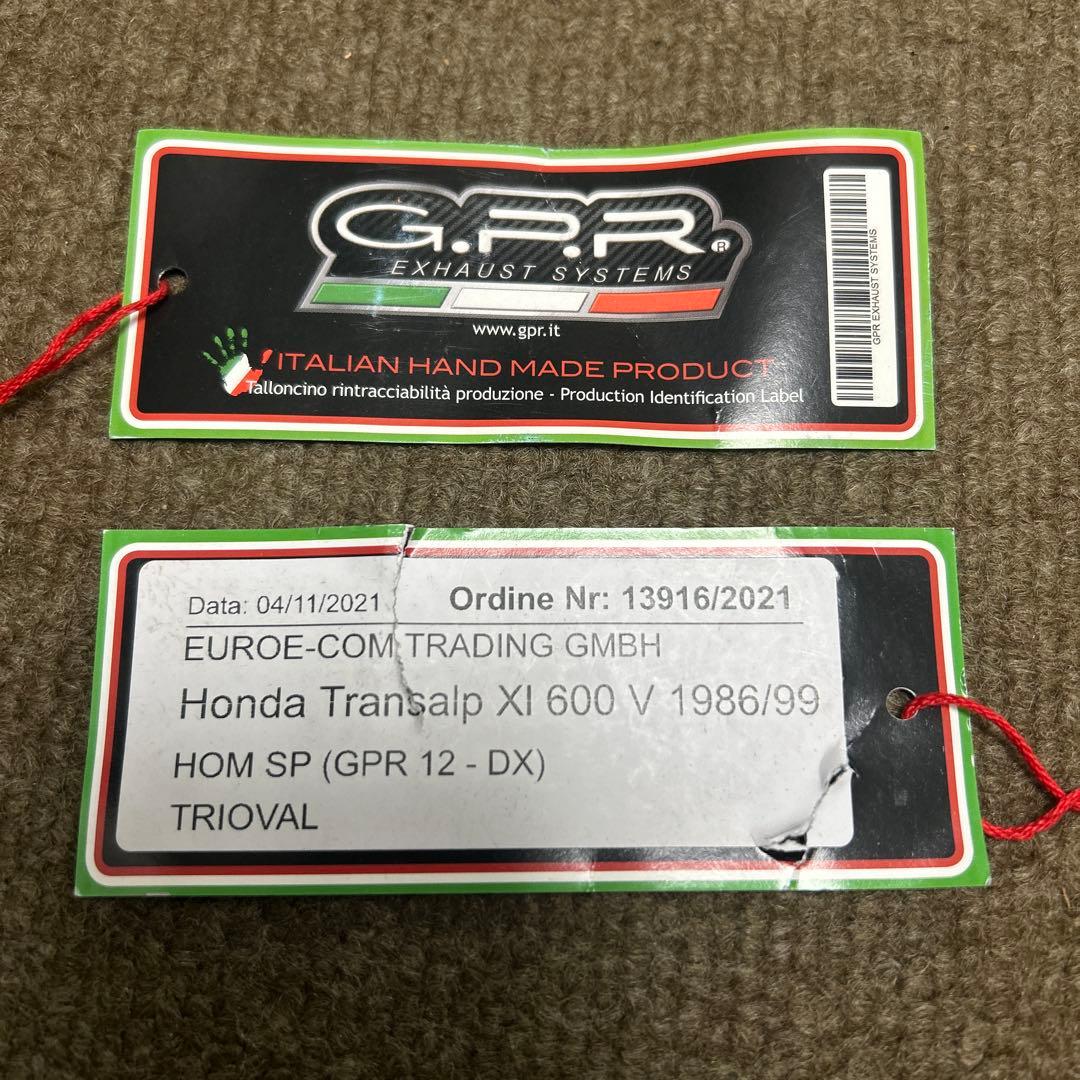 G.P.R.®
EXHAUST SYSTEMS
www.gpr.it
ITALIAN HAND MADE PRODUCT
Talloncino rintracciabilità produzione - Production Identification Label
GPR EXHAUST SYSTEMS
Data: 04/11/2021 Ordine Nr: 13916/2021
EUROE-COM TRADING GMBH
Honda Transalp Xl 600 V 1986/99
HOM SP (GPR 12 - DX)
TRIOVAL